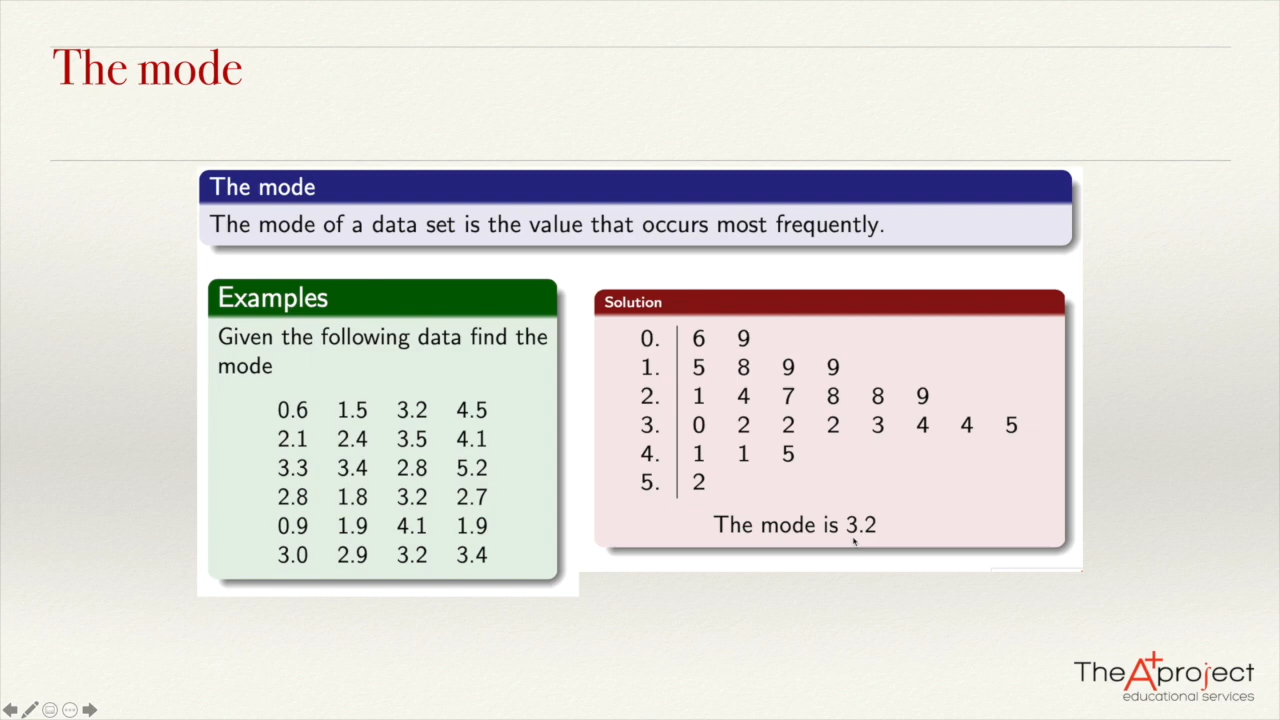 The mode
The mode
The mode of a data set is the value that occurs most frequently.
Examples
Given the following data find the
mode
0.6 1.5 3.2 4.5
2.1 2.4 3.5 4.1
3.3 3.4 2.8 5.2
2.8 1.8 3.2 2.7
0.9 1.9 4.1 1.9
3.0 2.9 3.2 3.4
Solution
0. 6 9
1. 5 8 9 9
2. 1 4 7 8 8 9
3. 0 2 2 2 3 4 4 5
4. 1 1 5
5. 2
The mode is 3.2
The A+ project
educational services